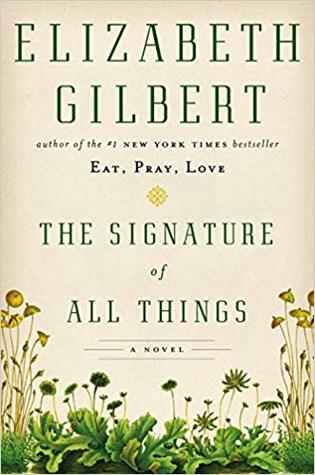 ELIZABETH
GILBERT
author of the #1 NEW YORK TIMES bestseller
EAT, PRAY, LOVE
THE SIGNATURE
of
ALL THINGS
A NOVEL